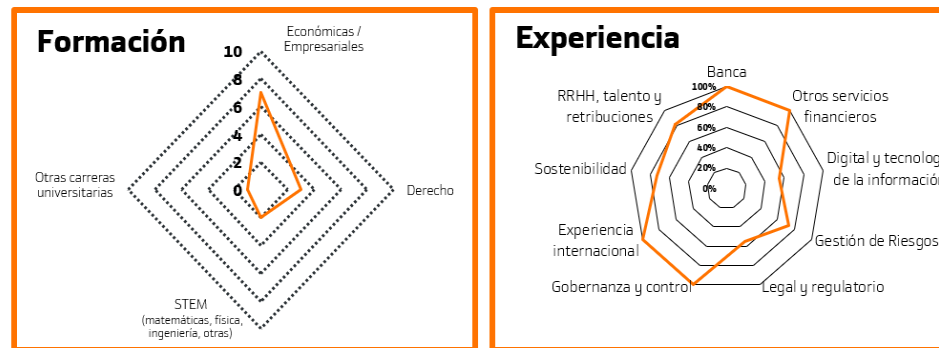 Formación
Económicas /
Empresariales
10
8
6
4
2
0
Otras carreras
universitarias
Derecho
STEM
(matemáticas, física,
ingeniería, otras)
Experiencia
Banca
100%
80%
60%
40%
20%
0%
RRHH, talento y
retribuciones
Otros servicios
financieros
Sostenibilidad
Digital y tecnolog
de la información
Experiencia
internacional
Gestión de Riesgos
Gobernanza y control
Legal y regulatorio